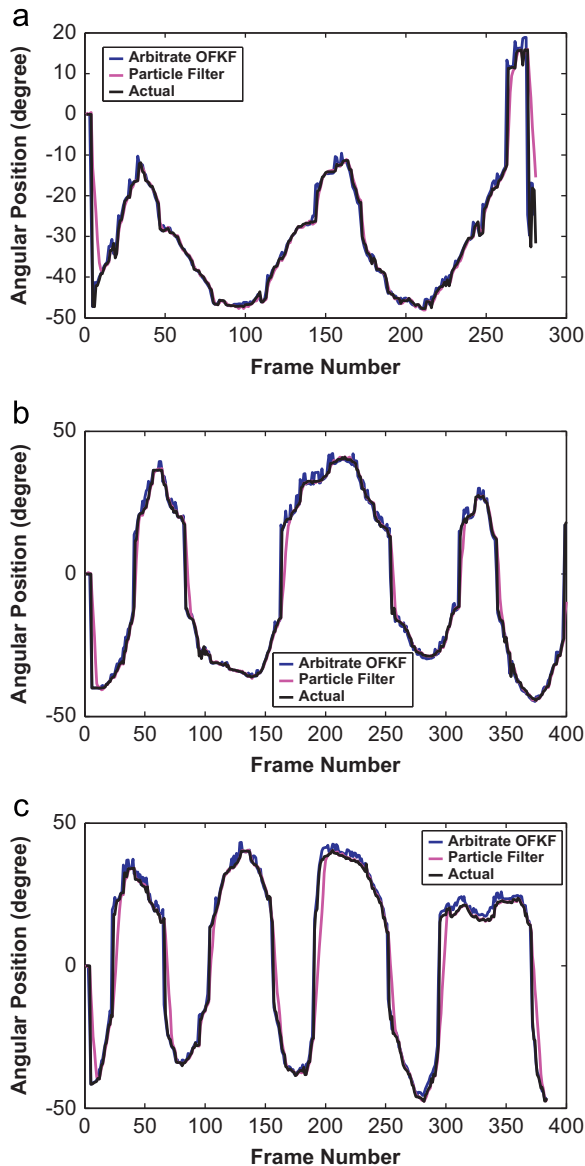 a
20
10
0
-10
-20
-30
-40
-50
Angular Position (degree)
Arbitrate OFKF
Particle Filter
Actual
0 50 100 150 200 250 300
Frame Number
b
50
0
-50
Angular Position (degree)
Arbitrate OFKF
Particle Filter
Actual
0 50 100 150 200 250 300 350 400
Frame Number
c
50
0
-50
Angular Position (degree)
Arbitrate OFKF
Particle Filter
Actual
0 50 100 150 200 250 300 350 400
Frame Number